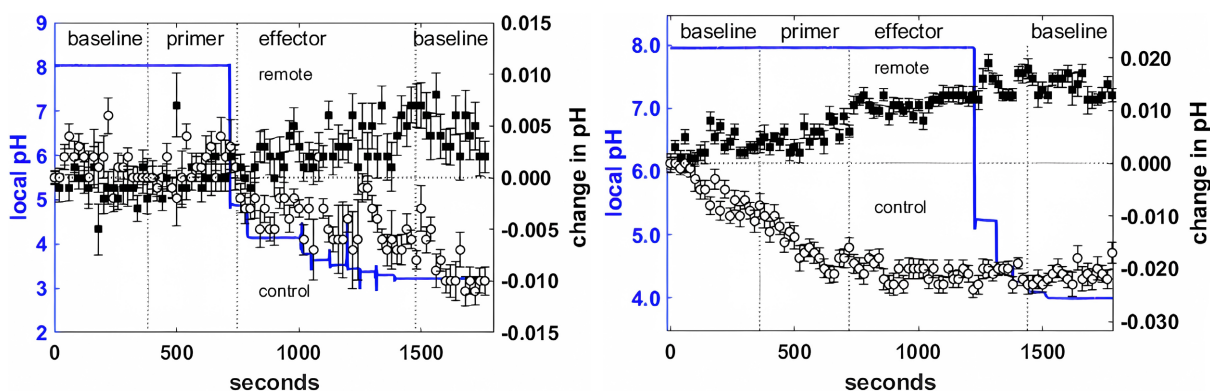 baseline primer effector baseline
remote
control
9
8
7
6
5
4
3
2
local pH
0.015
0.010
0.005
0.000
-0.005
-0.010
-0.015
change in pH
0 500 1000 1500
seconds
baseline primer effector baseline
remote
control
8.0
7.0
6.0
5.0
4.0
local pH
0.020
0.010
0.000
-0.010
-0.020
-0.030
change in pH
0 500 1000 1500
seconds